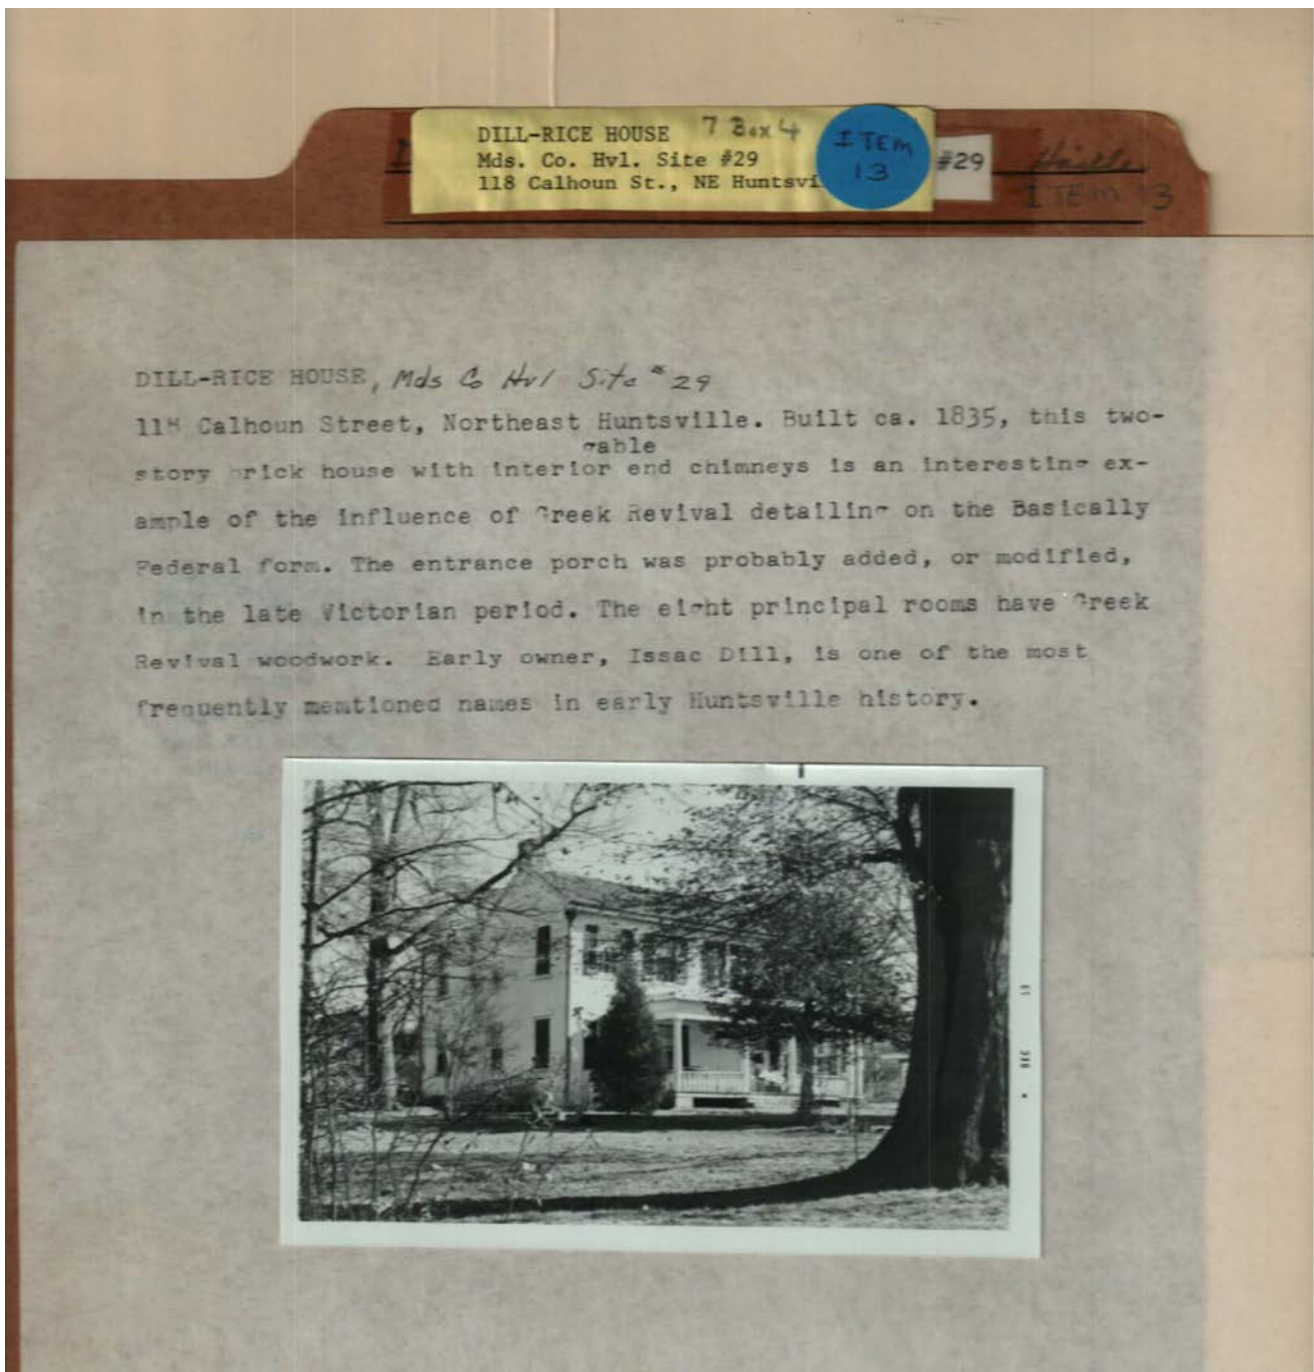 DILL-RICE HOUSE 7 Box 4
Mds. Co. Hvl. Site #29
118 Calhoun St., NE Huntsvi
ITEM
13
#29
ITEM 13
DILL-RICE HOUSE, Mds Co Hvl Site #29
118 Calhoun Street, Northeast Huntsville. Built ca. 1835, this two-
gable
story brick house with interior end chimneys is an interesting ex-
ample of the influence of Greek Revival detailing on the Basically
Federal form. The entrance porch was probably added, or modified,
in the late Victorian period. The eight principal rooms have Greek
Revival woodwork. Early owner, Issac Dill, is one of the most
frequently memtioned names in early Huntsville history.
DEC